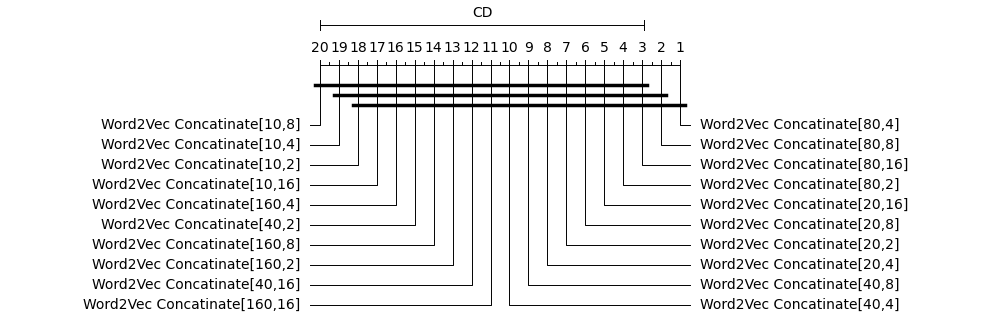 CD
20 19 18 17 16 15 14 13 12 11 10 9 8 7 6 5 4 3 2 1
Word2Vec Concatinate[10,8] Word2Vec Concatinate[80,4]
Word2Vec Concatinate[10,4] Word2Vec Concatinate[80,8]
Word2Vec Concatinate[10,2] Word2Vec Concatinate[80,16]
Word2Vec Concatinate[10,16] Word2Vec Concatinate[80,2]
Word2Vec Concatinate[160,4] Word2Vec Concatinate[20,16]
Word2Vec Concatinate[40,2] Word2Vec Concatinate[20,8]
Word2Vec Concatinate[160,8] Word2Vec Concatinate[20,2]
Word2Vec Concatinate[160,2] Word2Vec Concatinate[20,4]
Word2Vec Concatinate[40,16] Word2Vec Concatinate[40,8]
Word2Vec Concatinate[160,16] Word2Vec Concatinate[40,4]